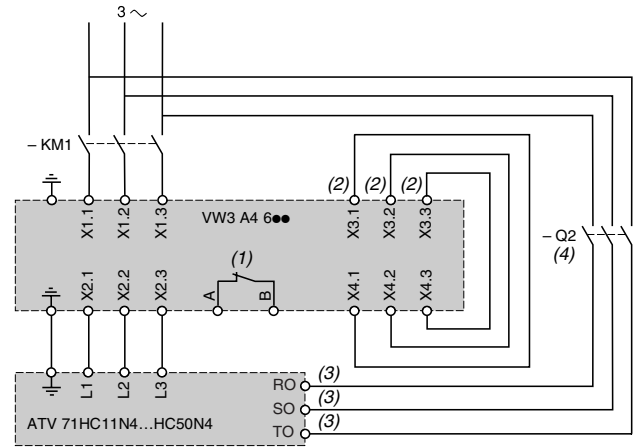 3 ~
– KM1
X1.1
X1.2
X1.3
VW3 A4 6●●
(2)
(2)
(2)
X3.1
X3.2
X3.3
– Q2
(4)
X2.1
X2.2
X2.3
(1)
A
B
X4.1
X4.2
X4.3
L1
L2
L3
ATV 71HC11N4...HC50N4
RO
(3)
SO
(3)
TO
(3)